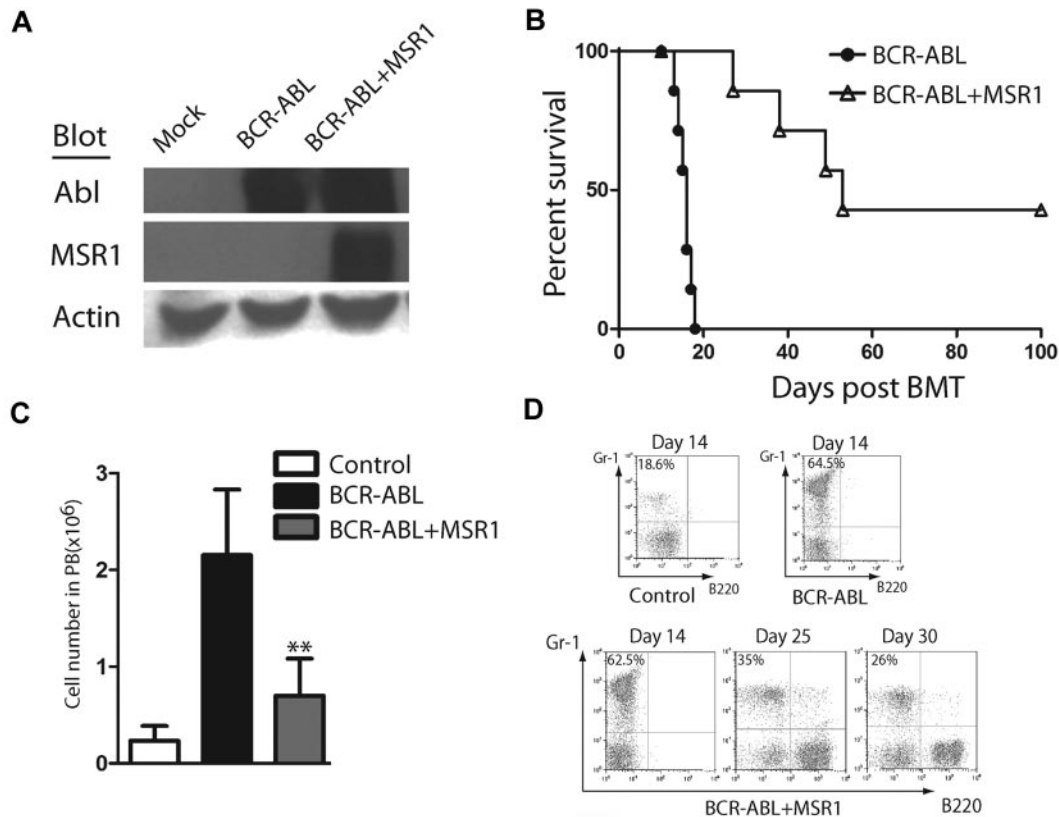 A
Blot
Mock
BCR-ABL
BCR-ABL+MSR1
Abl
MSR1
Actin
B
Percent survival
100
50
0
0 20 40 60 80 100
Days post BMT
BCR-ABL
BCR-ABL+MSR1
C
Cell number in PB(x10⁶)
3
2
1
0
Control
BCR-ABL
BCR-ABL+MSR1
**
D
Day 14
Gr-1
18.6%
B220
Control
Day 14
Gr-1
64.5%
B220
BCR-ABL
Gr-1
Day 14
62.5%
Day 25
35%
Day 30
26%
BCR-ABL+MSR1
B220